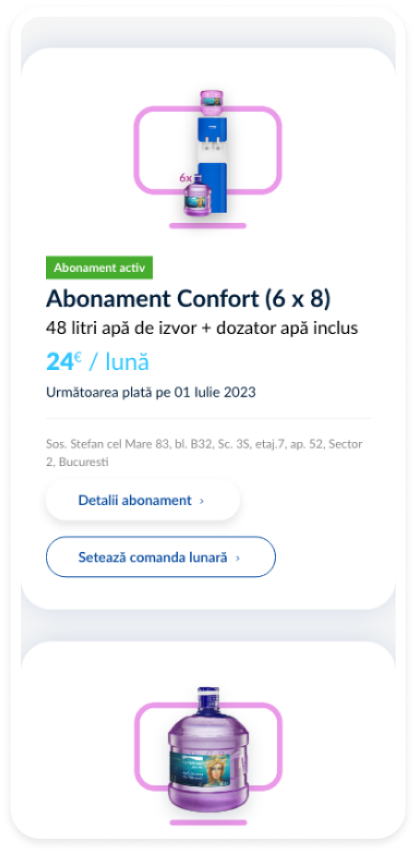 6x
Abonament activ
Abonament Confort (6 x 8)
48 litri apă de izvor + dozator apă inclus
24€ / lună
Următoarea plată pe 01 Iulie 2023
Sos. Stefan cel Mare 83, bl. B32, Sc. 3S, etaj.7, ap. 52, Sector
2, Bucuresti
Detalii abonament ›
Setează comanda lunară ›